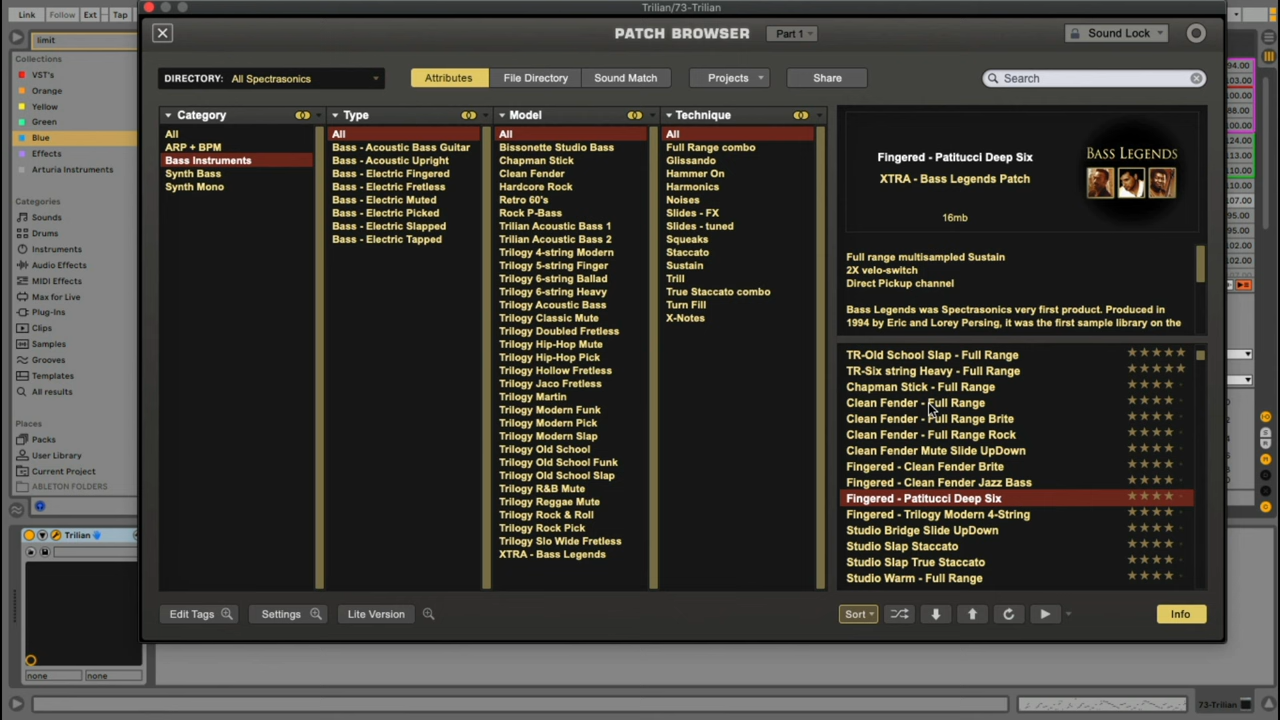 Trilian/73-Trilian
Link Follow Ext Tap
limit
Collections
VST's
Orange
Yellow
Green
Blue
Effects
Arturia Instruments
Categories
Sounds
Drums
Instruments
Audio Effects
MIDI Effects
Max for Live
Plug-Ins
Clips
Samples
Grooves
Templates
All results
Places
Packs
User Library
Current Project
ABLETON FOLDERS
Trilian
none none
PATCH BROWSER Part 1 Sound Lock
DIRECTORY: All Spectrasonics Attributes File Directory Sound Match Projects Share Search
Category
All
ARP + BPM
Bass Instruments
Synth Bass
Synth Mono
Type
All
Bass - Acoustic Bass Guitar
Bass - Acoustic Upright
Bass - Electric Fingered
Bass - Electric Fretless
Bass - Electric Muted
Bass - Electric Picked
Bass - Electric Slapped
Bass - Electric Tapped
Model
All
Bissonette Studio Bass
Chapman Stick
Clean Fender
Hardcore Rock
Retro 60's
Rock P-Bass
Trilian Acoustic Bass 1
Trilian Acoustic Bass 2
Trilogy 4-string Modern
Trilogy 5-string Finger
Trilogy 6-string Ballad
Trilogy 6-string Heavy
Trilogy Acoustic Bass
Trilogy Classic Mute
Trilogy Doubled Fretless
Trilogy Hip-Hop Mute
Trilogy Hip-Hop Pick
Trilogy Hollow Fretless
Trilogy Jaco Fretless
Trilogy Martin
Trilogy Modern Funk
Trilogy Modern Pick
Trilogy Modern Slap
Trilogy Old School
Trilogy Old School Funk
Trilogy Old School Slap
Trilogy R&B Mute
Trilogy Reggae Mute
Trilogy Rock & Roll
Trilogy Rock Pick
Trilogy Slo Wide Fretless
XTRA - Bass Legends
Technique
All
Full Range combo
Glissando
Hammer On
Harmonics
Noises
Slides - FX
Slides - tuned
Squeaks
Staccato
Sustain
Trill
True Staccato combo
Turn Fill
X-Notes
Fingered - Patitucci Deep Six
XTRA - Bass Legends Patch
16mb
BASS LEGENDS
Full range multisampled Sustain
2X velo-switch
Direct Pickup channel
Bass Legends was Spectrasonics very first product. Produced in
1994 by Eric and Lorey Persing, it was the first sample library on the
TR-Old School Slap - Full Range
TR-Six string Heavy - Full Range
Chapman Stick - Full Range
Clean Fender - Full Range
Clean Fender - Full Range Brite
Clean Fender - Full Range Rock
Clean Fender Mute Slide UpDown
Fingered - Clean Fender Brite
Fingered - Clean Fender Jazz Bass
Fingered - Patitucci Deep Six
Fingered - Trilogy Modern 4-String
Studio Bridge Slide UpDown
Studio Slap Staccato
Studio Slap True Staccato
Studio Warm - Full Range
Edit Tags Settings Lite Version Sort Info
73-Trilian